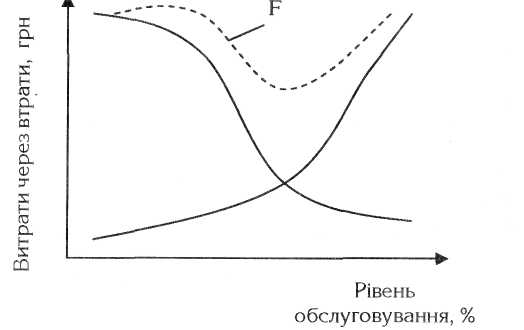 F
Витрати через втрати, грн
Рівень
обслуговування, %